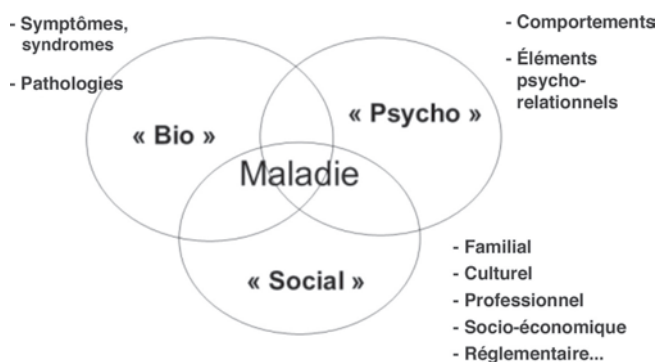 - Symptômes,
syndromes
- Pathologies
- Comportements
- Éléments
psycho-
relationnels
« Bio »
« Psycho »
Maladie
« Social »
- Familial
- Culturel
- Professionnel
- Socio-économique
- Réglementaire...